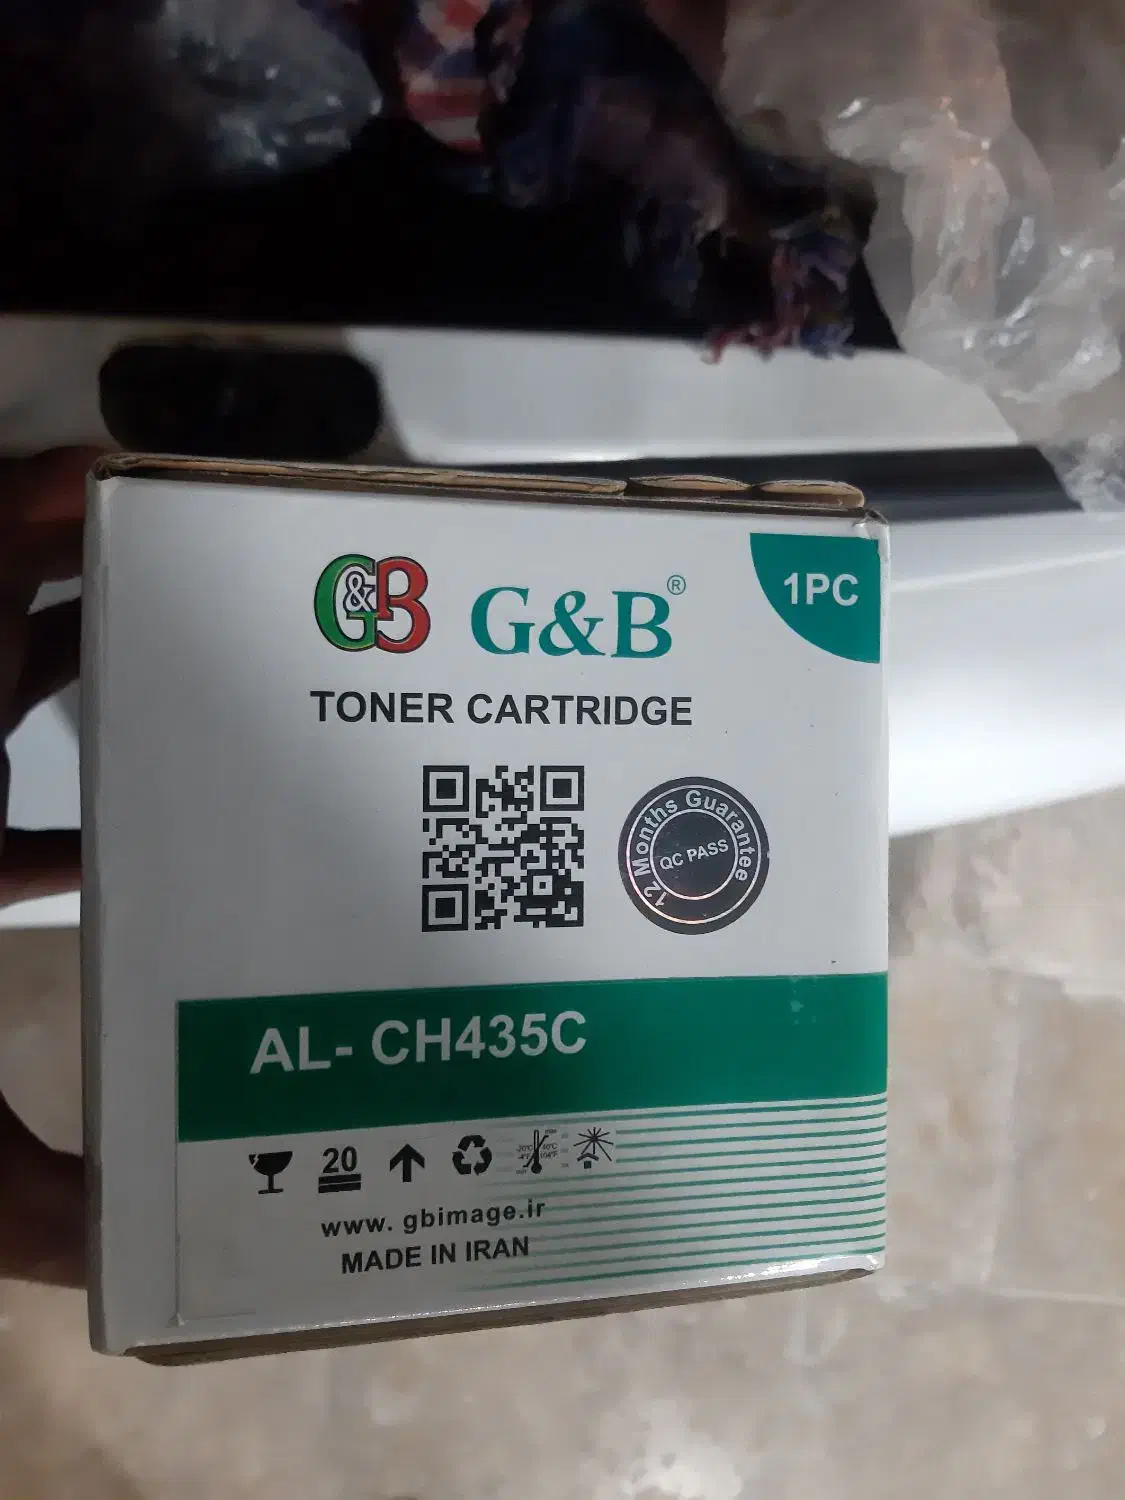 G&B
G&B®
1PC
TONER CARTRIDGE
12 Months Guarantee
QC PASS
AL- CH435C
20
www. gbimage.ir
MADE IN IRAN